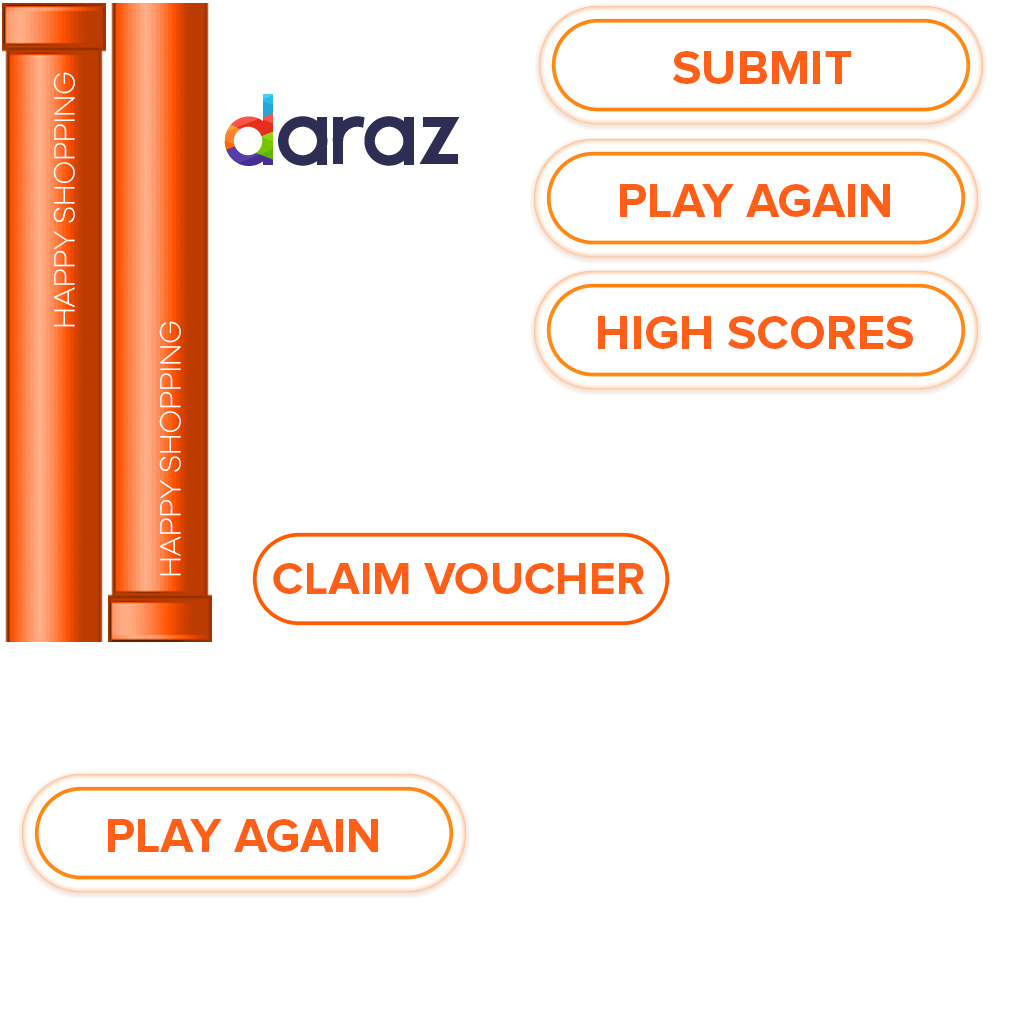 HAPPY SHOPPING
HAPPY SHOPPING
daraz
SUBMIT
PLAY AGAIN
HIGH SCORES
CLAIM VOUCHER
PLAY AGAIN